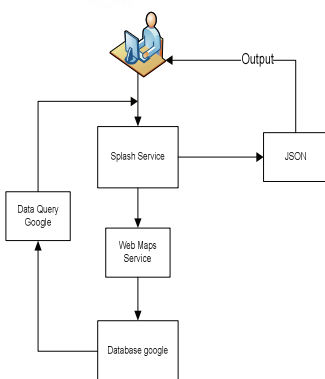 Output
Splash Service
JSON
Data Query
Google
Web Maps
Service
Database google